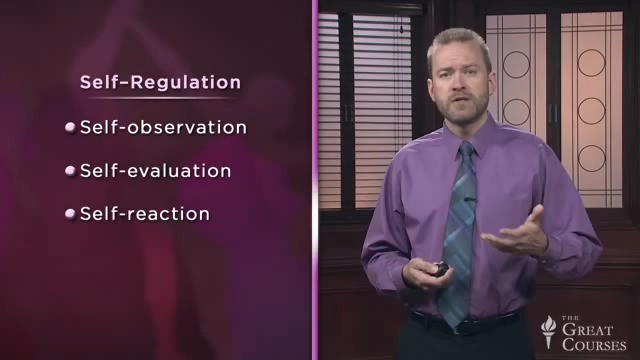 Self–Regulation
Self-observation
Self-evaluation
Self-reaction
THE
GREAT
COURSES